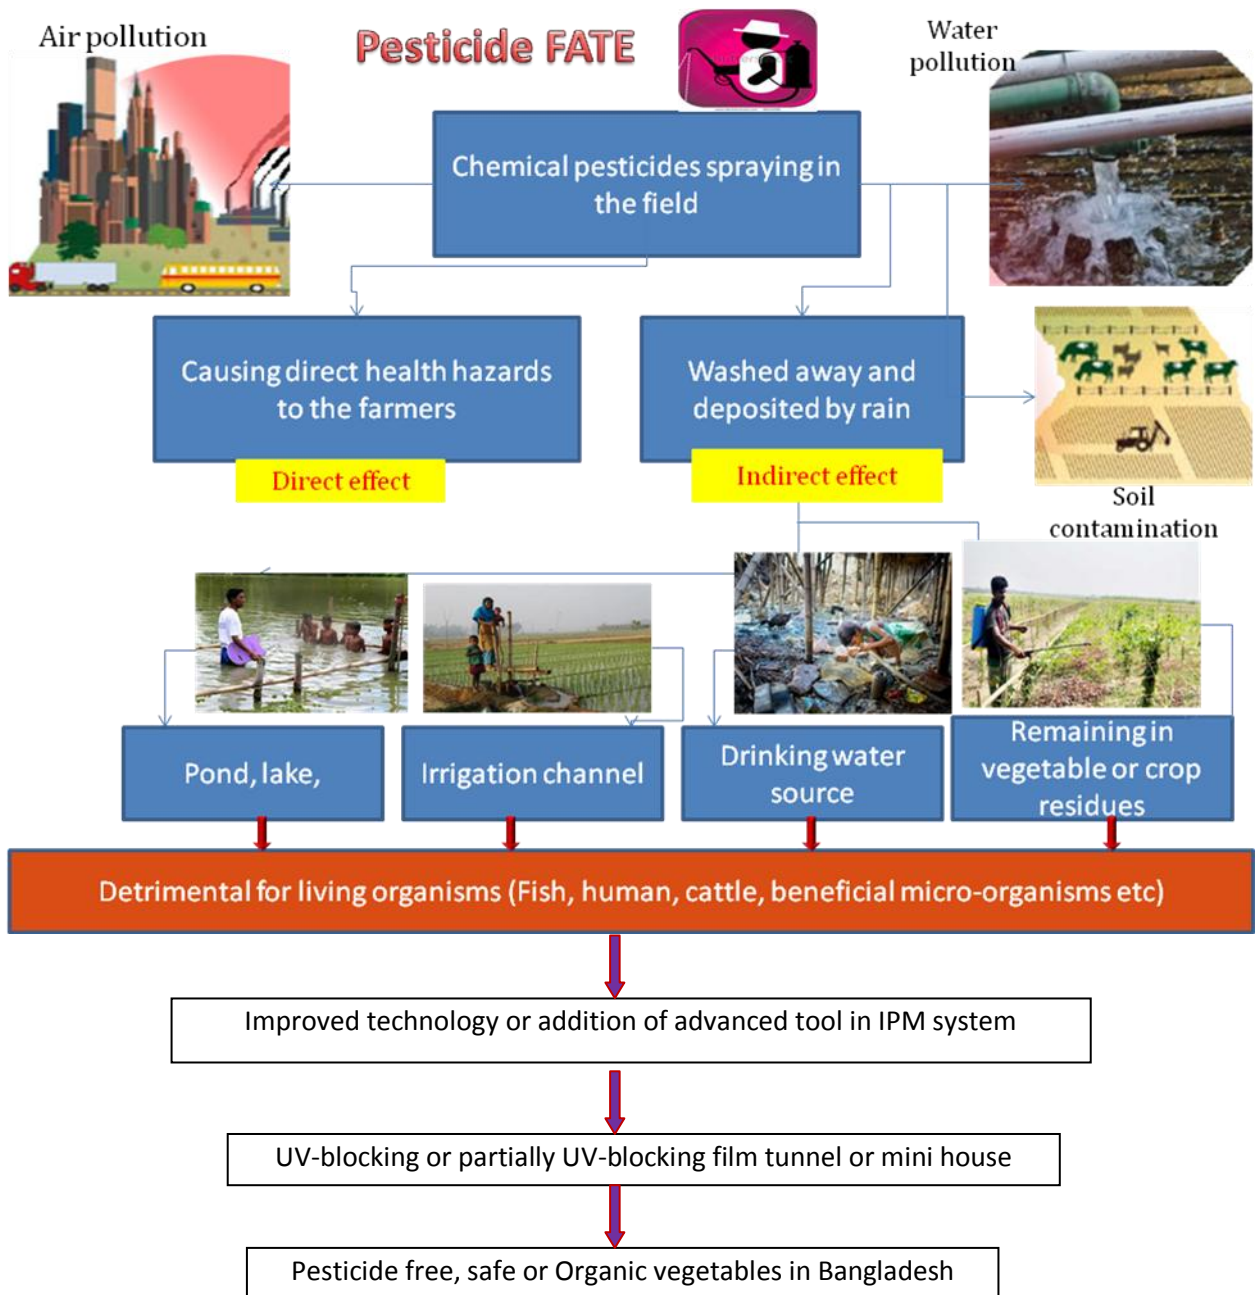 Air pollution
Pesticide FATE
Water
pollution
Chemical pesticides spraying in
the field
Causing direct health hazards
to the farmers
Direct effect
Washed away and
deposited by rain
Indirect effect
Soil
contamination
Pond, lake,
Irrigation channel
Drinking water
source
Remaining in
vegetable or crop
residues
Detrimental for living organisms (Fish, human, cattle, beneficial micro-organisms etc)
Improved technology or addition of advanced tool in IPM system
UV-blocking or partially UV-blocking film tunnel or mini house
Pesticide free, safe or Organic vegetables in Bangladesh